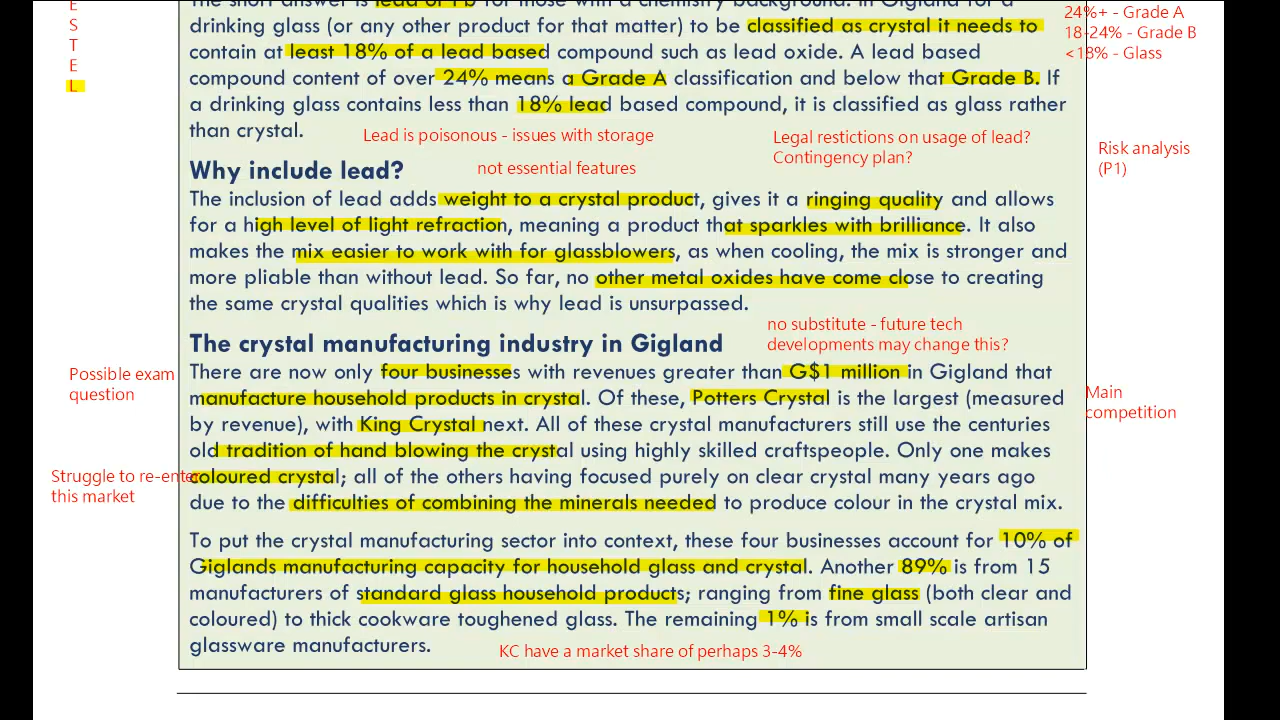 The short answer is lead or Pb for those with a chemistry background. In Gigland for a
drinking glass (or any other product for that matter) to be classified as crystal it needs to
contain at least 18% of a lead based compound such as lead oxide. A lead based
compound content of over 24% means a Grade A classification and below that Grade B. If
a drinking glass contains less than 18% lead based compound, it is classified as glass rather
than crystal.
E
S
T
E
L
24%+ - Grade A
18-24% - Grade B
<18% - Glass
Lead is poisonous - issues with storage
Legal restictions on usage of lead?
Contingency plan?
Risk analysis
(P1)
Why include lead?
not essential features
The inclusion of lead adds weight to a crystal product, gives it a ringing quality and allows
for a high level of light refraction, meaning a product that sparkles with brilliance. It also
makes the mix easier to work with for glassblowers, as when cooling, the mix is stronger and
more pliable than without lead. So far, no other metal oxides have come close to creating
the same crystal qualities which is why lead is unsurpassed.
no substitute - future tech
developments may change this?
The crystal manufacturing industry in Gigland
Possible exam
question
There are now only four businesses with revenues greater than G$1 million in Gigland that
manufacture household products in crystal. Of these, Potters Crystal is the largest (measured
by revenue), with King Crystal next. All of these crystal manufacturers still use the centuries
old tradition of hand blowing the crystal using highly skilled craftspeople. Only one makes
coloured crystal; all of the others having focused purely on clear crystal many years ago
due to the difficulties of combining the minerals needed to produce colour in the crystal mix.
Main
competition
Struggle to re-enter
this market
To put the crystal manufacturing sector into context, these four businesses account for 10% of
Giglands manufacturing capacity for household glass and crystal. Another 89% is from 15
manufacturers of standard glass household products; ranging from fine glass (both clear and
coloured) to thick cookware toughened glass. The remaining 1% is from small scale artisan
glassware manufacturers.
KC have a market share of perhaps 3-4%